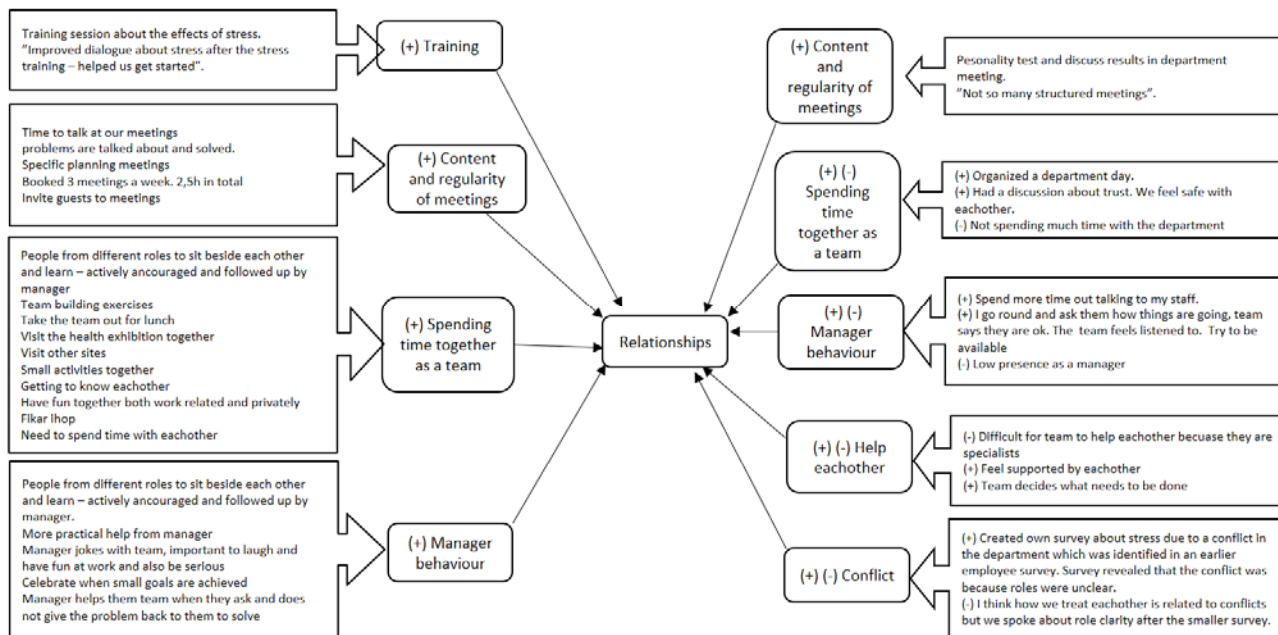 Training session about the effects of stress.
"Improved dialogue about stress after the stress
training – helped us get started".
(+) Training
Time to talk at our meetings
problems are talked about and solved.
Specific planning meetings
Booked 3 meetings a week. 2,5h in total
Invite guests to meetings
(+) Content
and regularity
of meetings
People from different roles to sit beside each other
and learn – actively ancouraged and followed up by
manager
Team building exercises
Take the team out for lunch
Visit the health exhibition together
Visit other sites
Small activities together
Getting to know eachother
Have fun together both work related and privately
Fikar ihop
Need to spend time with eachother
(+) Spending
time together
as a team
People from different roles to sit beside each other
and learn – actively ancouraged and followed up by
manager.
More practical help from manager
Manager jokes with team, important to laugh and
have fun at work and also be serious
Celebrate when small goals are achieved
Manager helps them team when they ask and does
not give the problem back to them to solve
(+) Manager
behaviour
Relationships
(+) Content
and
regularity of
meetings
Pesonality test and discuss results in department
meeting.
"Not so many structured meetings".
(+) (-)
Spending
time
together as
a team
(+) Organized a department day.
(+) Had a discussion about trust. We feel safe with
eachother.
(-) Not spending much time with the department
(+) (-)
Manager
behaviour
(+) Spend more time out talking to my staff.
(+) I go round and ask them how things are going, team
says they are ok. The team feels listened to. Try to be
available
(-) Low presence as a manager
(+) (-) Help
eachother
(-) Difficult for team to help eachother becuase they are
specialists
(+) Feel supported by eachother
(+) Team decides what needs to be done
(+) (-) Conflict
(+) Created own survey about stress due to a conflict in
the department which was identified in an earlier
employee survey. Survey revealed that the conflict was
because roles were unclear.
(-) I think how we treat eachother is related to conflicts
but we spoke about role clarity after the smaller survey.